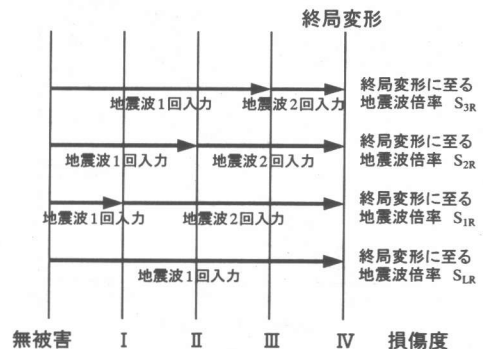 終局変形
終局変形に至る
地震波1回入力 地震波2回入力 地震波倍率 S3R
終局変形に至る
地震波1回入力 地震波2回入力 地震波倍率 S2R
終局変形に至る
地震波1回入力 地震波2回入力 地震波倍率 S1R
終局変形に至る
地震波1回入力 地震波倍率 SLR
無被害 I II III IV 損傷度